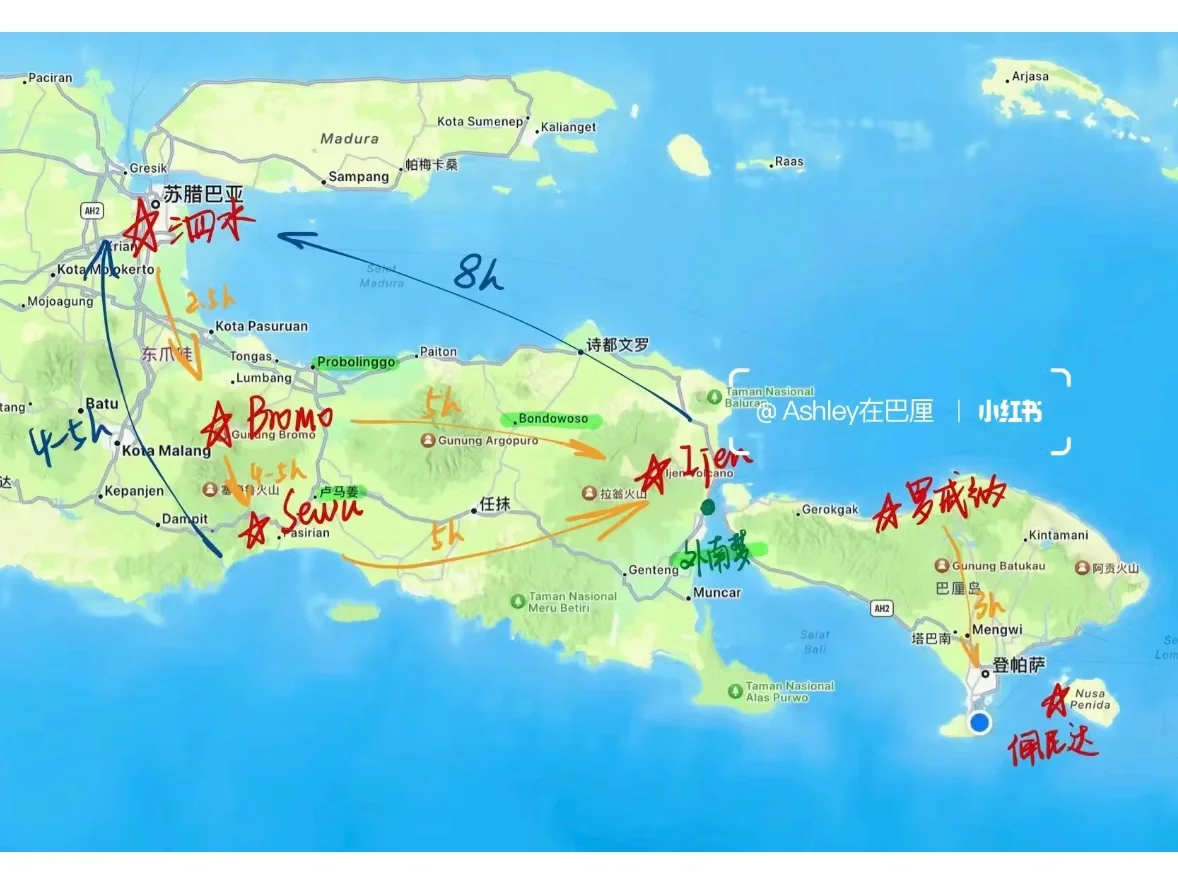 Paciran
Arjasa
Kota Sumenep
Kalianget
Madura
Raas
帕梅卡桑
Gresik
Sampang
苏腊巴亚
AH2
泗水
Krian
Kota Mojokerto
Selat
Madura
8h
2.5h
Mojoagung
Kota Pasuruan
诗都文罗
东爪哇
Tongas
Probolinggo
Paiton
Lumbang
Taman Nasional
Baluran
@ Ashley在巴厘 | 小红书
Batu
5h
Bromo
Bondowoso
Gunung Bromo
Gunung Argopuro
4-5h
Kota Malang
Ijen
Ijen Volcano
4-5h
达
Kepanjen
卢马姜
拉翁火山
罗威纳
任抹
Sewu
Gerokgak
Dampit
Pasirian
5h
Kintamani
外南梦
Genteng
Gunung Batukau
阿贡火山
巴厘岛
Muncar
Taman Nasional
Meru Betiri
AH2
3h
Selat
Bali
塔巴南
Mengwi
登帕萨
Taman Nasional
Alas Purwo
Nusa
Penida
佩尼达